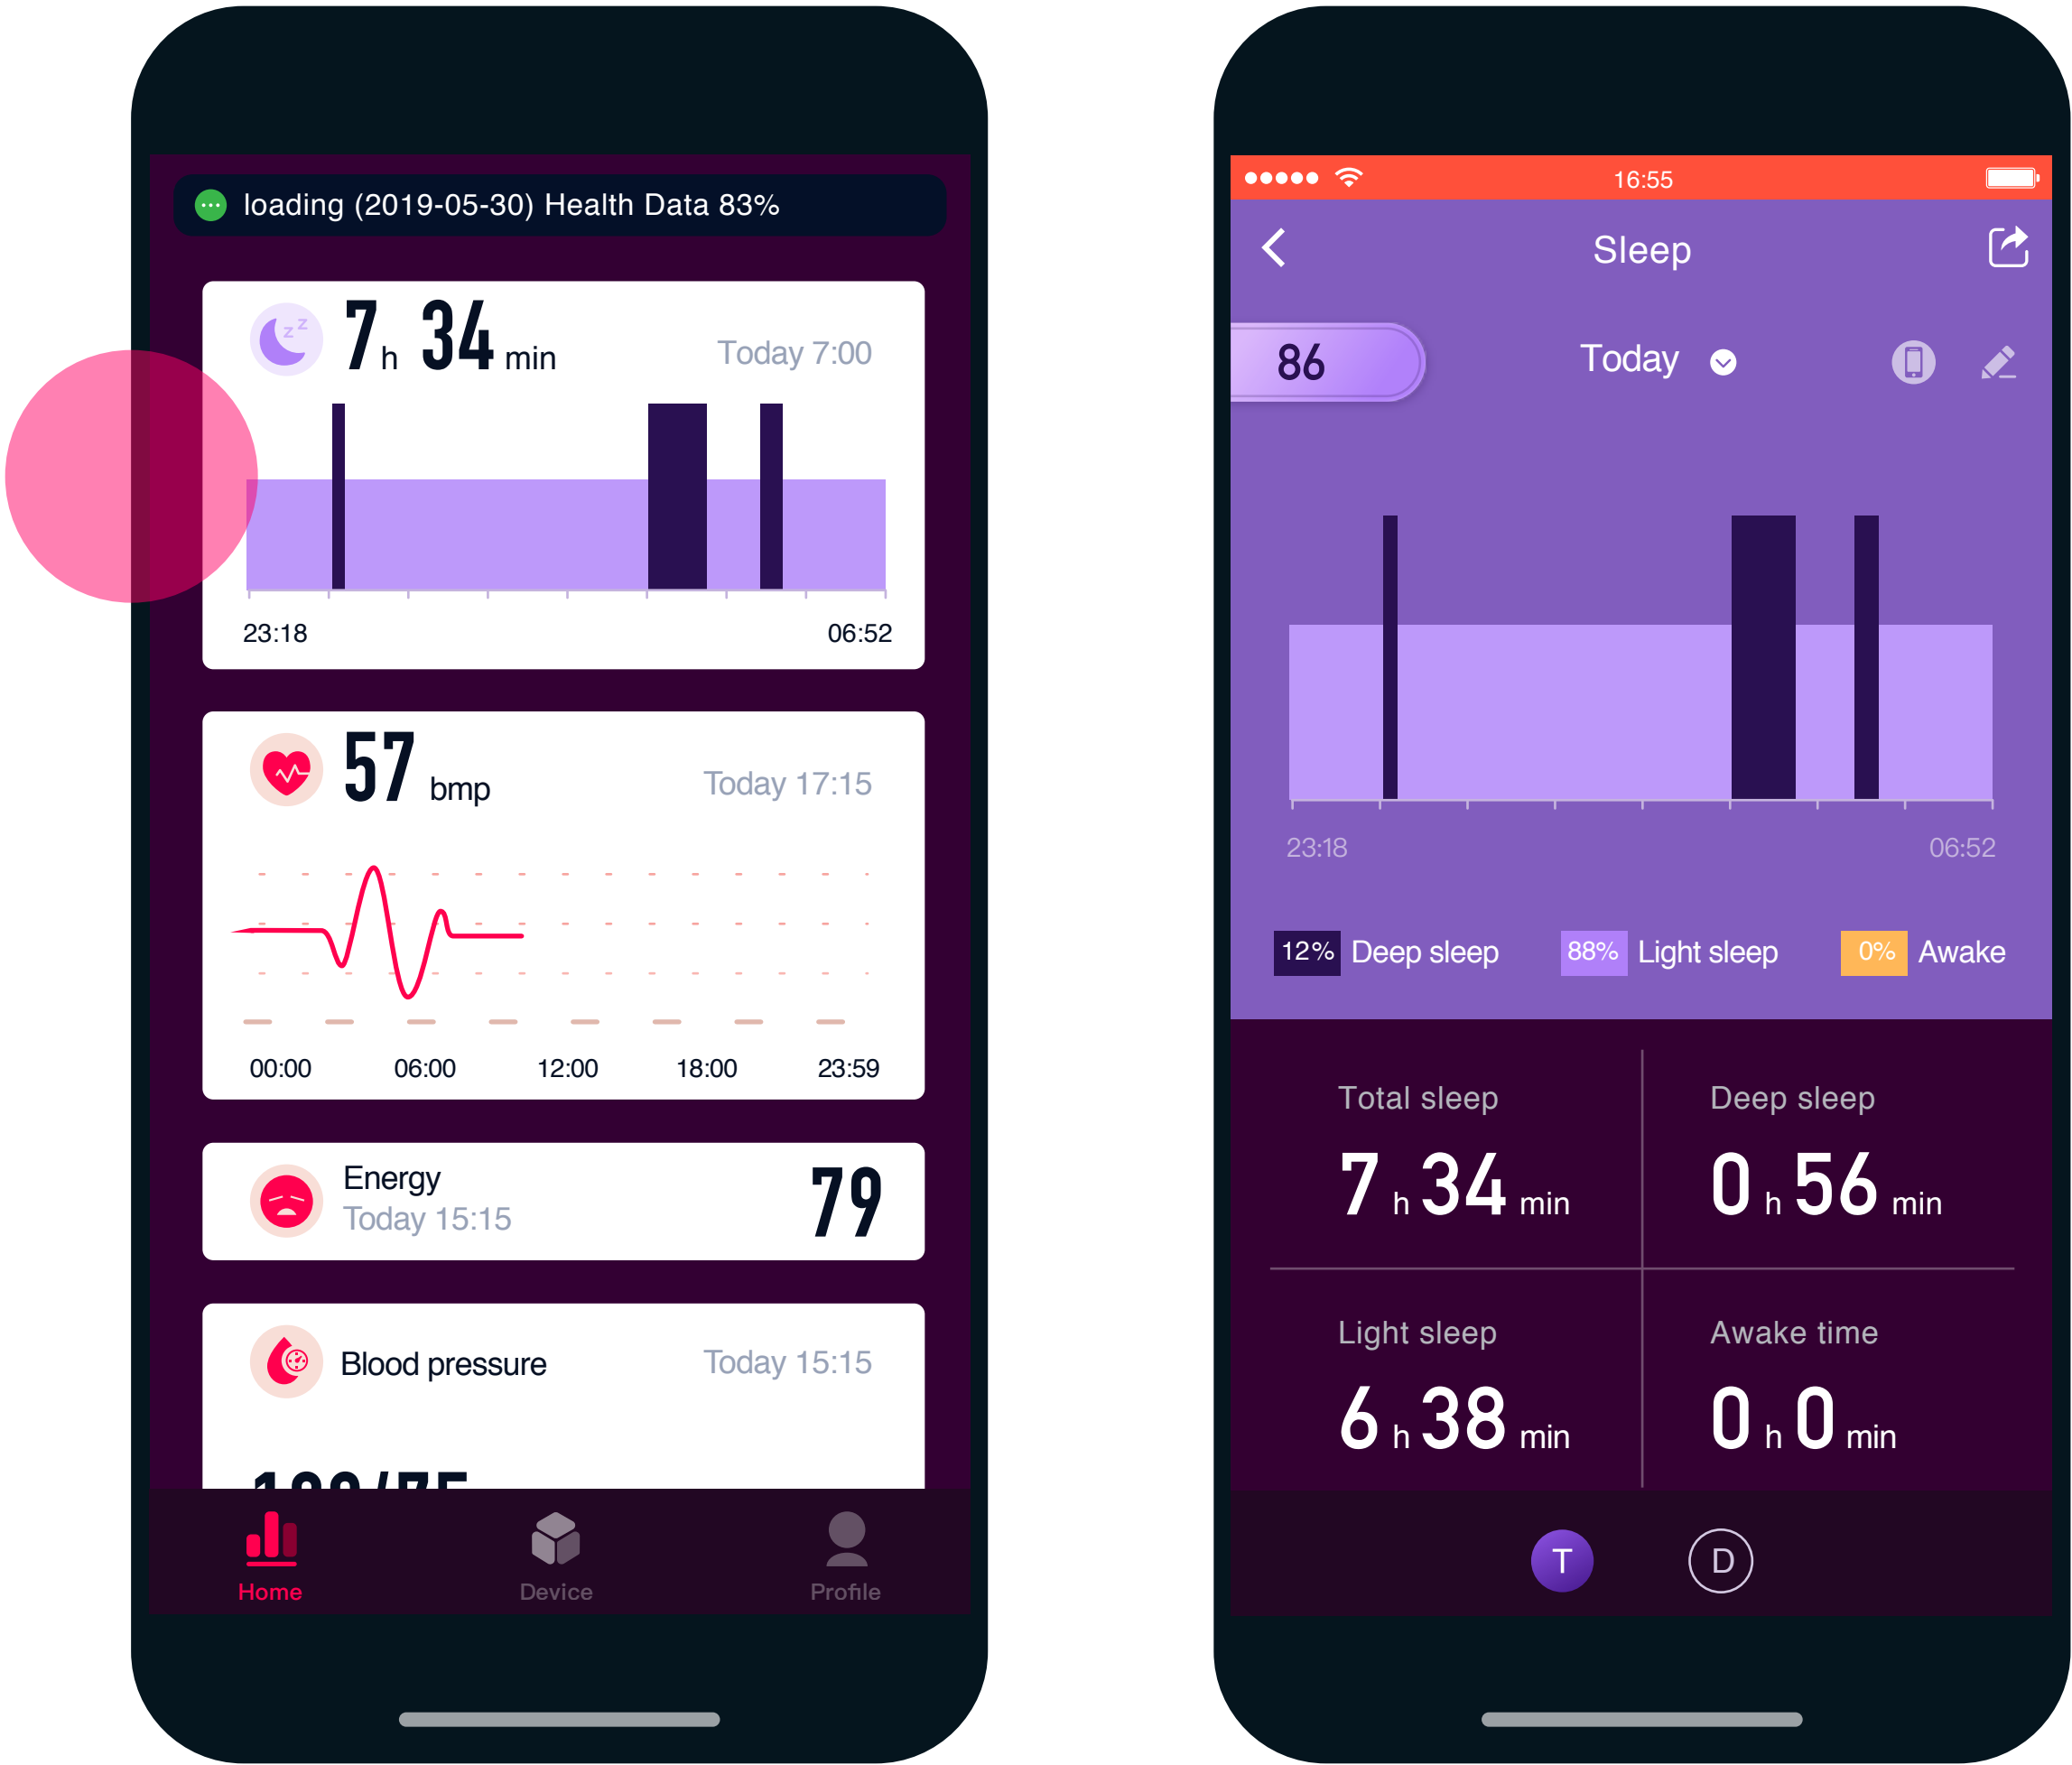 loading (2019-05-30) Health Data 83%
7h 34 min
Today 7:00
23:18
06:52
57 bmp
Today 17:15
00:00 06:00 12:00 18:00 23:59
Energy
Today 15:15
79
Blood pressure
Today 15:15
Home
Device
Profile
16:55
Sleep
86
Today
23:18
06:52
12% Deep sleep
88% Light sleep
0% Awake
Total sleep
7 h 34 min
Deep sleep
0 h 56 min
Light sleep
6 h 38 min
Awake time
0 h 0 min
T
D